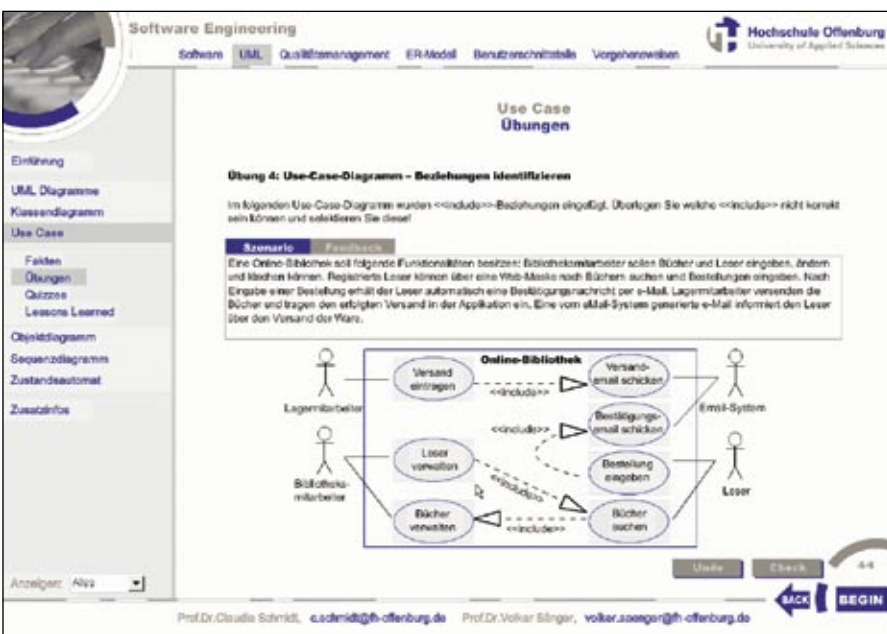 Software Engineering
Hochschule Offenburg
University of Applied Sciences
Software UML Qualitätsmanagement ER-Modell Benutzerschnittstelle Vorgehensweisen
Use Case
Übungen
Einführung
UML Diagramme
Klassendiagramm
Use Case
Fakten
Übungen
Quizzes
Lessons Learned
Objektdiagramm
Sequenzdiagramm
Zustandsautomat
Zusatzinfos
Anzeigen: Alles
Übung 4: Use-Case-Diagramm – Beziehungen identifizieren
Im folgenden Use-Case-Diagramm wurden <<include>>-Beziehungen eingefügt. Überlegen Sie welche <<include>> nicht korrekt
sein können und selektieren Sie diese!
Szenario Feedback
Eine Online-Bibliothek soll folgende Funktionalitäten besitzen: Bibliotheksmitarbeiter sollen Bücher und Leser eingeben, ändern
und löschen können. Registrierte Leser können über eine Web-Maske nach Büchern suchen und Bestellungen eingeben. Nach
Eingabe einer Bestellung erhält der Leser automatisch eine Bestätigungsnachricht per e-Mail. Lagermitarbeiter versenden die
Bücher und tragen den erfolgten Versand in der Applikation ein. Eine vom eMail-System generierte e-Mail informiert den Leser
über den Versand der Ware.
Online-Bibliothek
Versand
eintragen
Versand-
email schicken
<<include>>
Lagermitarbeiter
Email-System
Bestätigungs-
email schicken
<<include>>
Leser
verwalten
Bestellung
eingeben
<<include>>
Bibliotheks-
mitarbeiter
Leser
Bücher
verwalten
Bücher
suchen
<<include>>
Undo Check
BACK BEGIN
Prof.Dr.Claudia Schmidt, c.schmidt@fh-offenburg.de Prof.Dr.Volker Sänger, volker.saenger@fh-offenburg.de